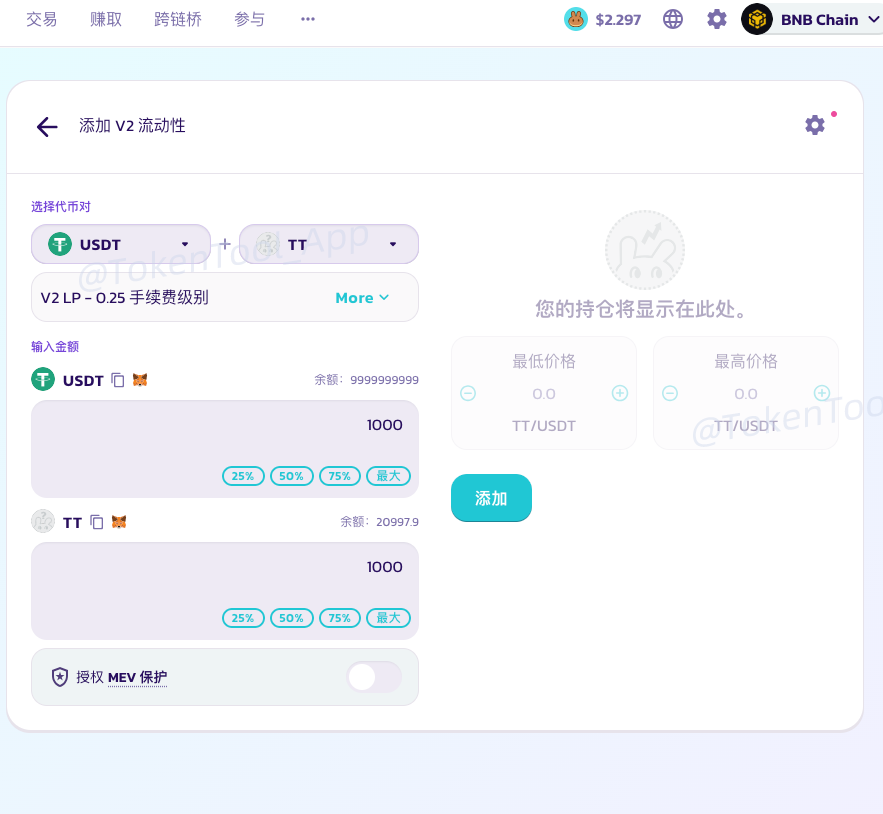 交易 赚取 跨链桥 参与 ··· $2.297 BNB Chain
添加 V2 流动性
选择代币对
USDT + TT
V2 LP - 0.25 手续费级别 More
输入金额
USDT 余额: 9999999999
1000
25% 50% 75% 最大
TT 余额: 20997.9
1000
25% 50% 75% 最大
授权 MEV 保护
您的持仓将显示在此处。
最低价格 最高价格
0.0 0.0
TT/USDT TT/USDT
添加
@TokenTool_App
@TokenToo